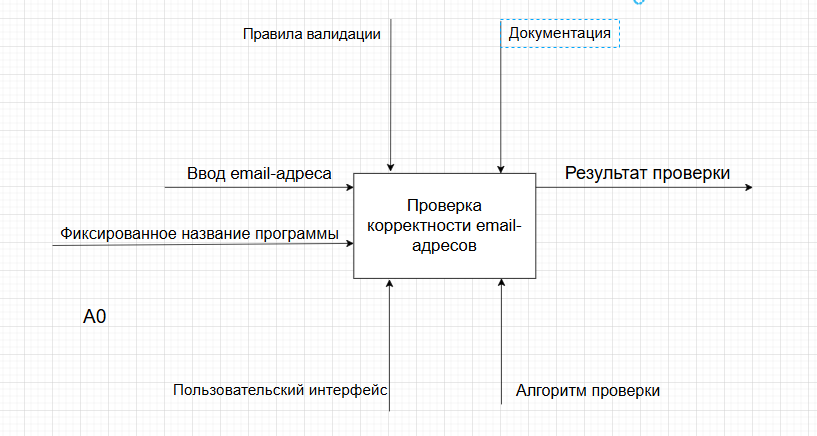 Правила валидации
Документация
Ввод email-адреса
Результат проверки
Проверка
корректности email-
адресов
Фиксированное название программы
A0
Пользовательский интерфейс
Алгоритм проверки